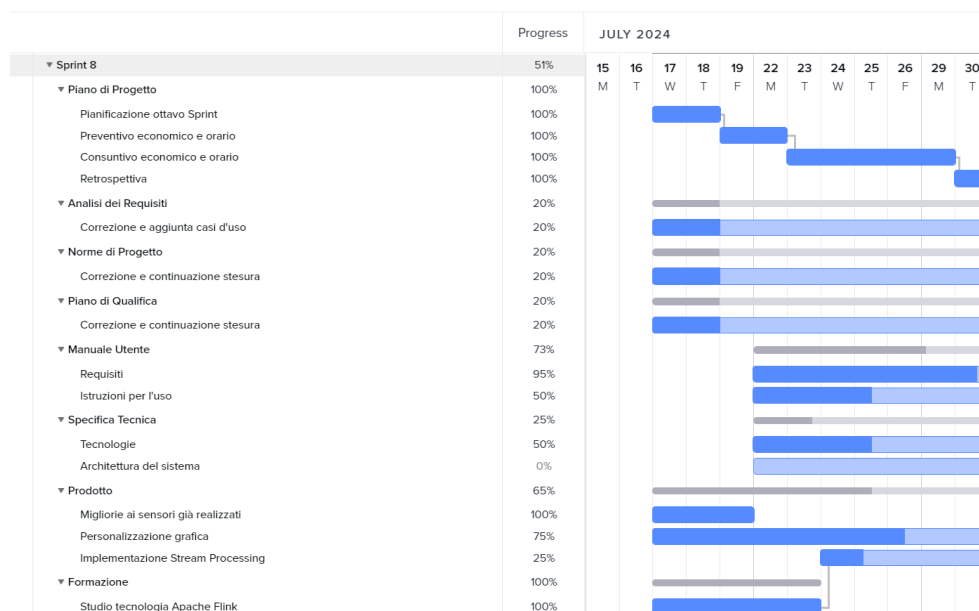 Progress JULY 2024
Sprint 8 51% 15 16 17 18 19 22 23 24 25 26 29 30
M T W T F M T W T F M T
Piano di Progetto 100%
Pianificazione ottavo Sprint 100%
Preventivo economico e orario 100%
Consuntivo economico e orario 100%
Retrospettiva 100%
Analisi dei Requisiti 20%
Correzione e aggiunta casi d'uso 20%
Norme di Progetto 20%
Correzione e continuazione stesura 20%
Piano di Qualifica 20%
Correzione e continuazione stesura 20%
Manuale Utente 73%
Requisiti 95%
Istruzioni per l'uso 50%
Specifica Tecnica 25%
Tecnologie 50%
Architettura del sistema 0%
Prodotto 65%
Migliorie ai sensori già realizzati 100%
Personalizzazione grafica 75%
Implementazione Stream Processing 25%
Formazione 100%
Studio tecnologia Apache Flink 100%